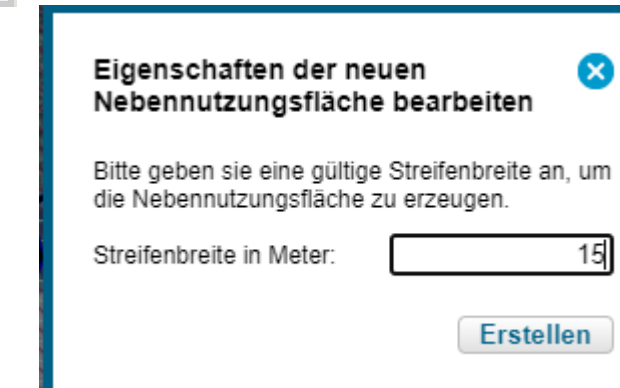 Eigenschaften der neuen
Nebennutzungsfläche bearbeiten
Bitte geben sie eine gültige Streifenbreite an, um
die Nebennutzungsfläche zu erzeugen.
Streifenbreite in Meter: 15
Erstellen